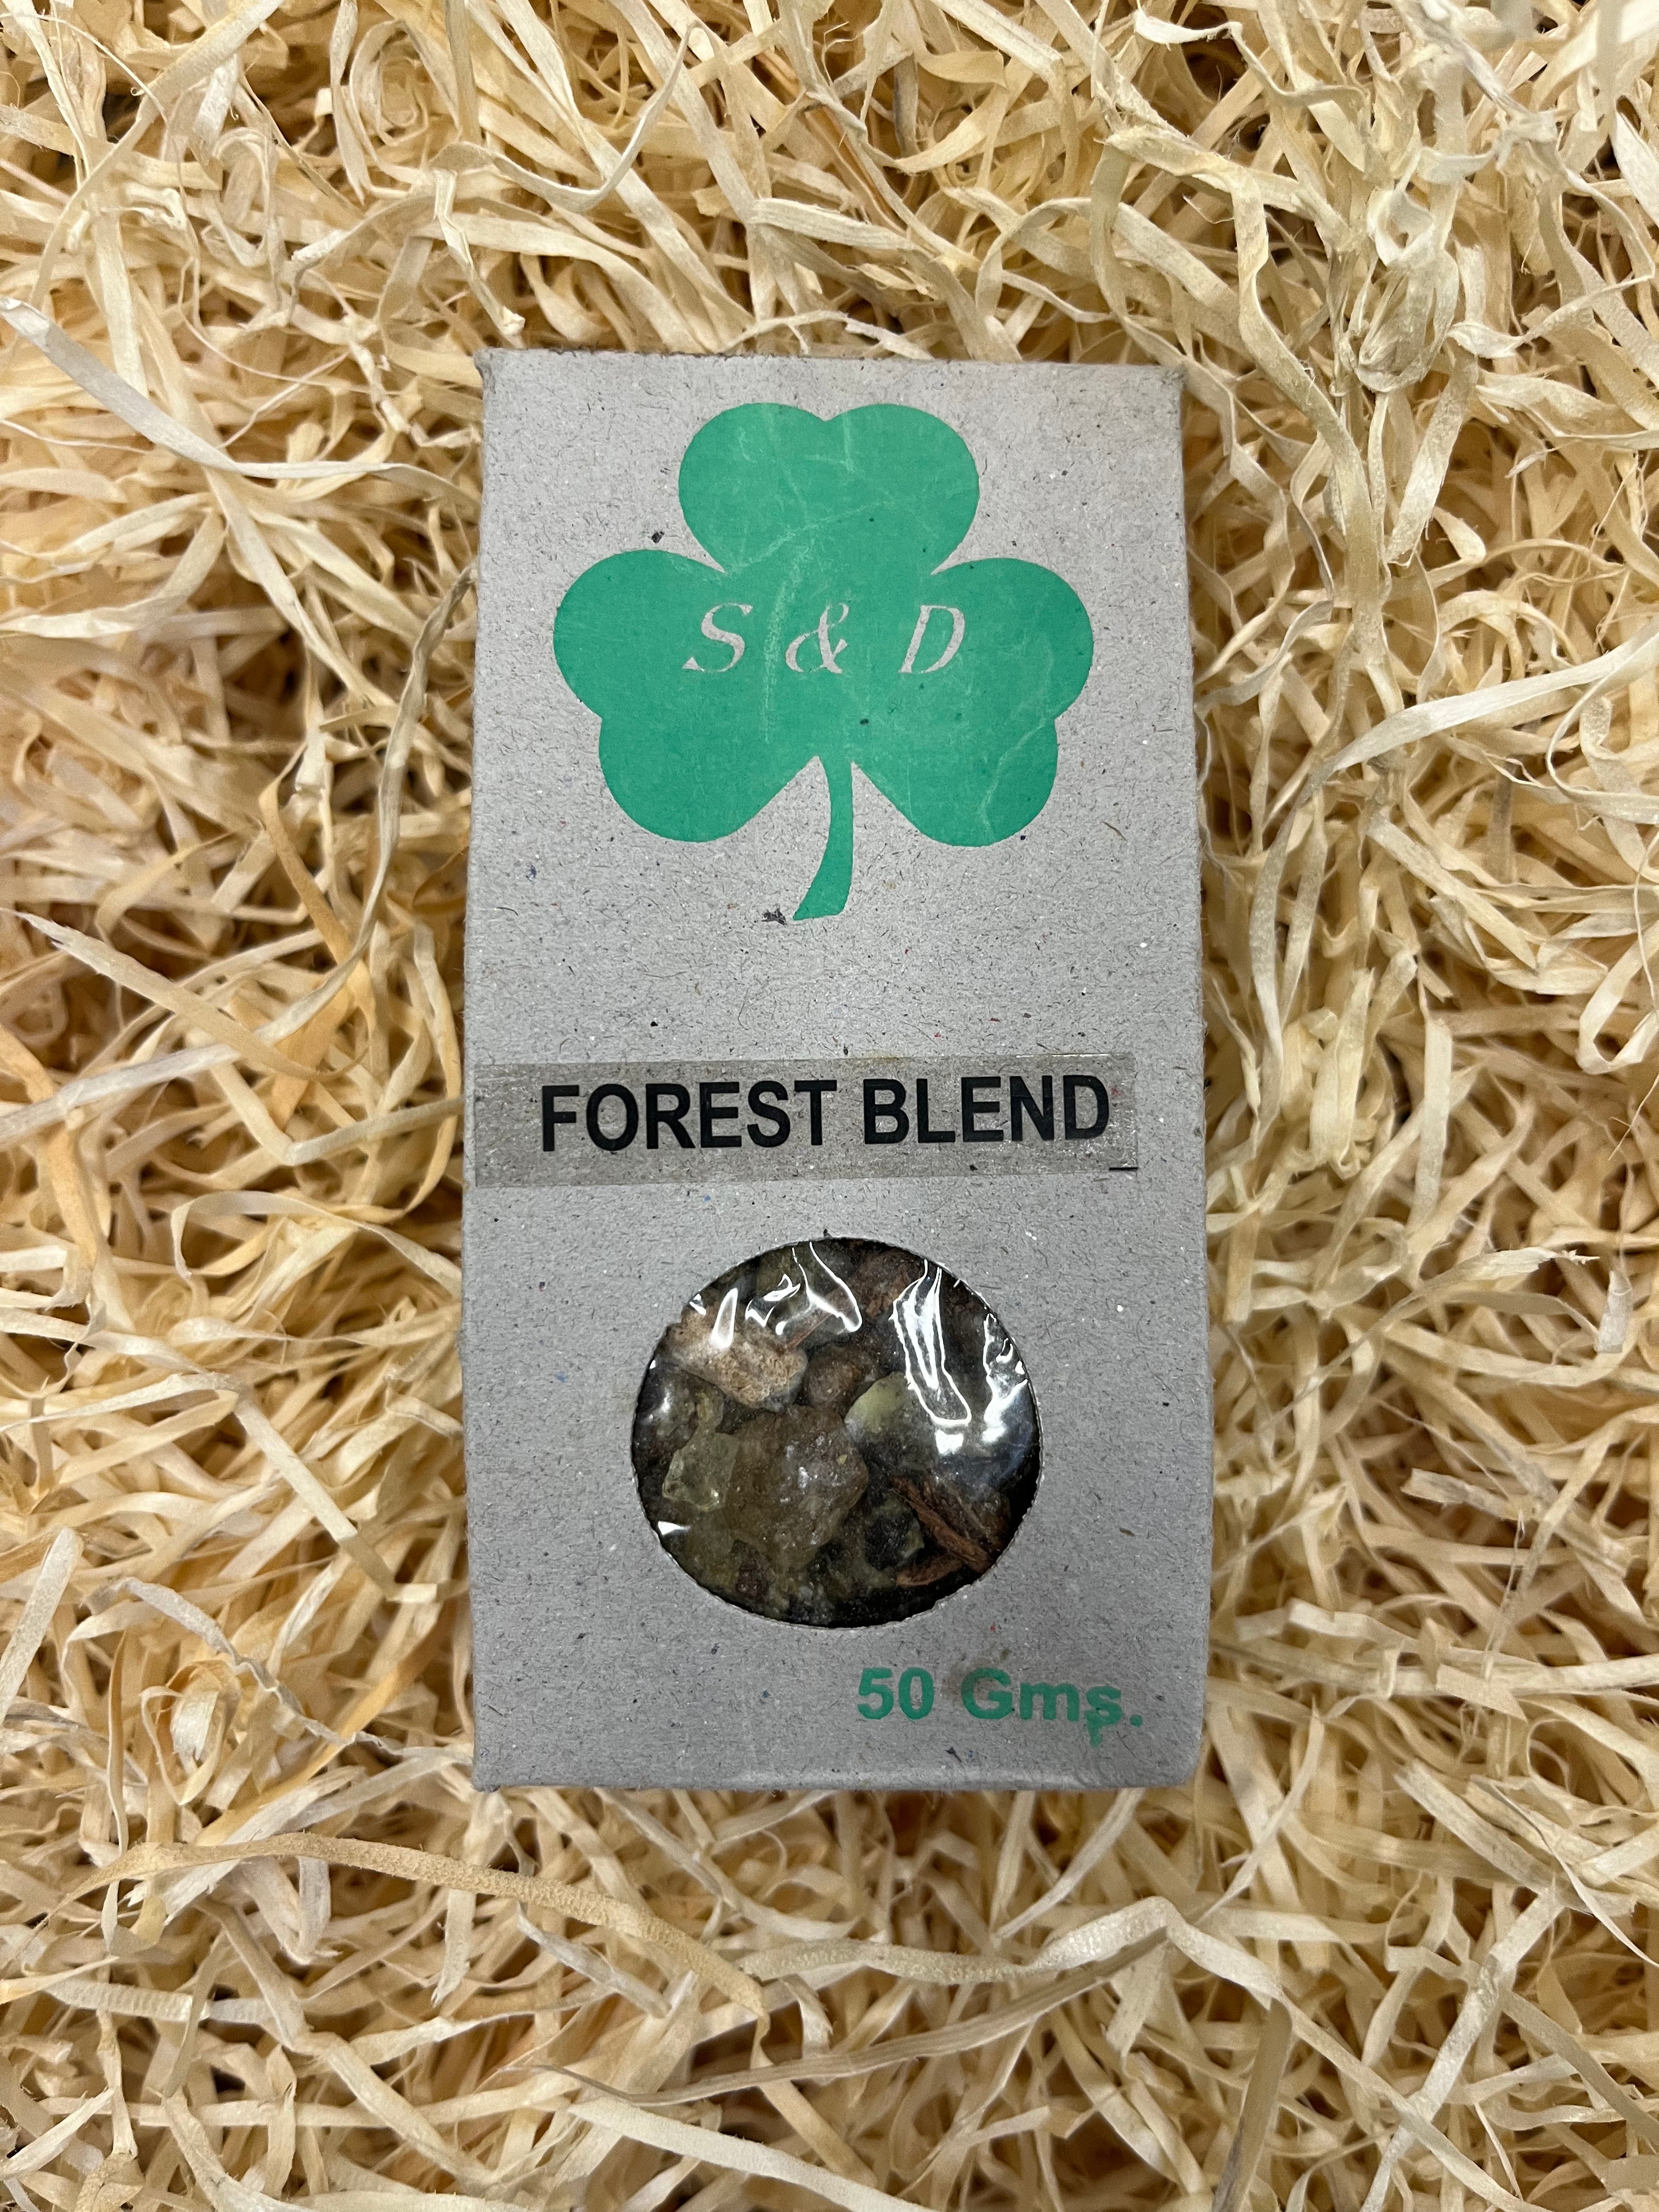 S & D
FOREST BLEND
50 Gms.